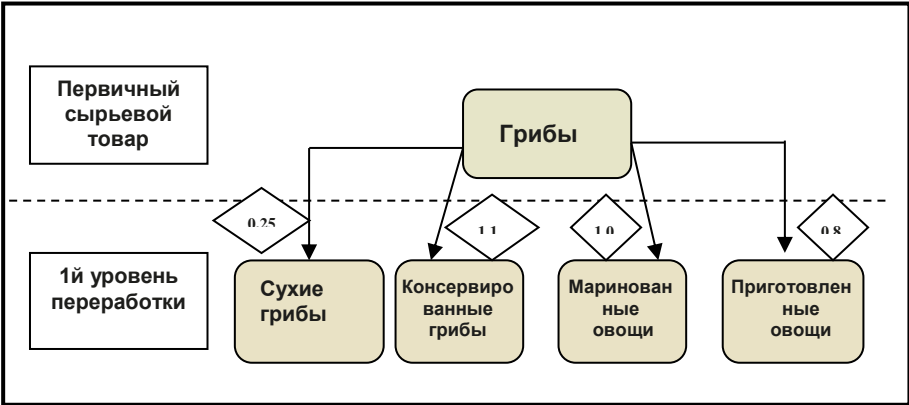 Первичный
сырьевой
товар
Грибы
0.25
1.1
1.0
0.8
1й уровень
переработки
Сухие
грибы
Консервиро
ванные
грибы
Маринован
ные
овощи
Приготовлен
ные
овощи